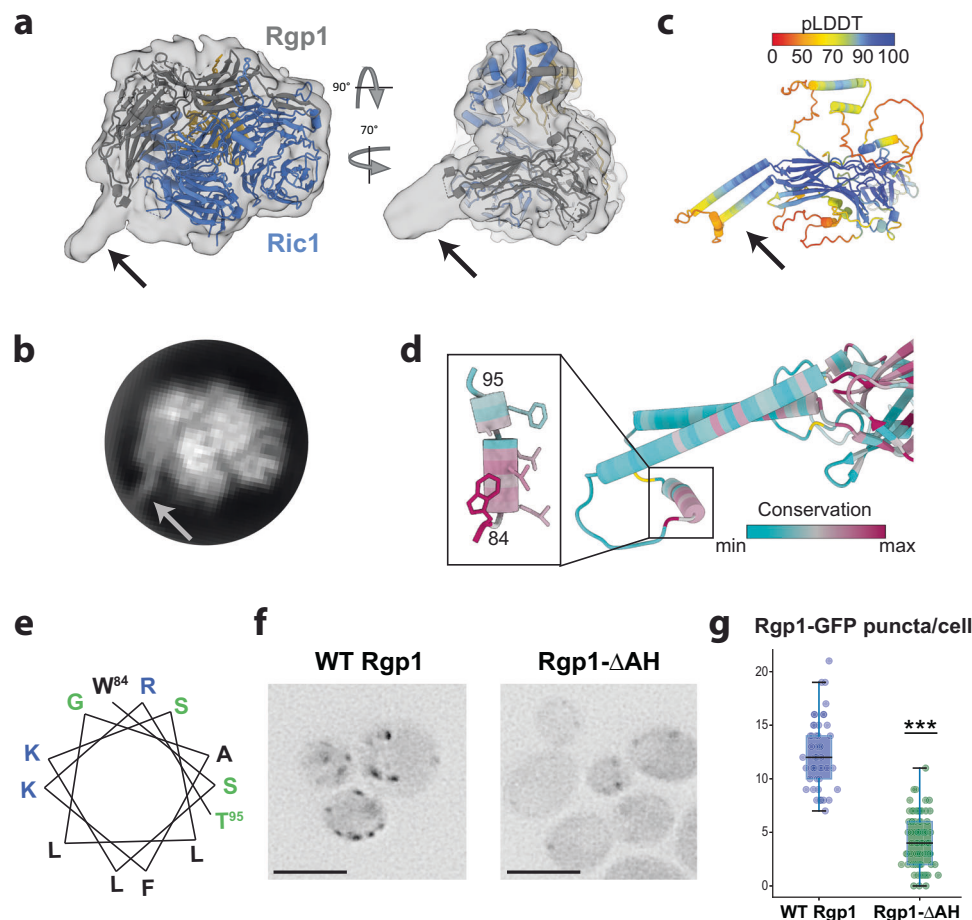 a
Rgp1
90°
70°
Ric1
c
pLDDT
0 50 70 90 100
b
d
95
84
Conservation
min max
e
W84
R
G
S
K
A
K
S
T95
L
L
L
F
f
WT Rgp1
Rgp1-ΔAH
g
Rgp1-GFP puncta/cell
20
15
10
5
0
***
WT Rgp1
Rgp1-ΔAH